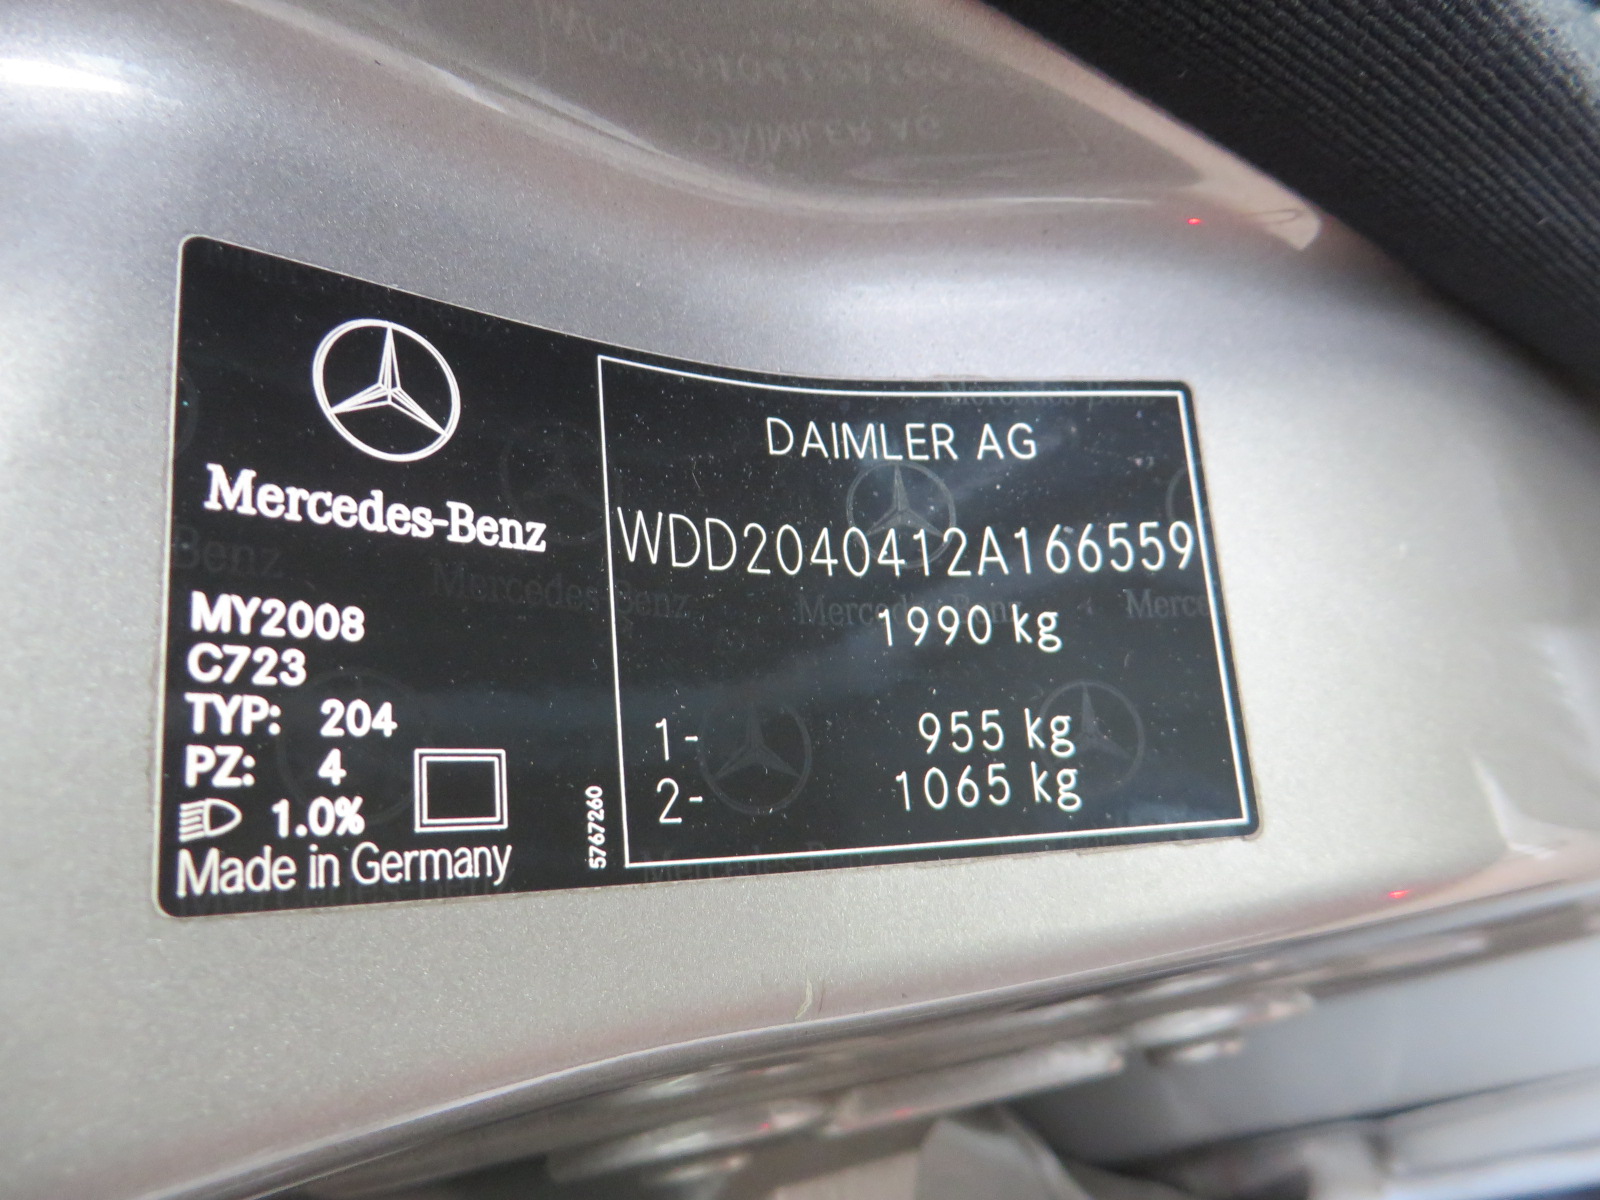 Mercedes-Benz
MY2008
C723
TYP: 204
PZ: 4
1.0%
Made in Germany
5767260
DAIMLER AG
WDD2040412A166559
1990 kg
1- 955 kg
2- 1065 kg